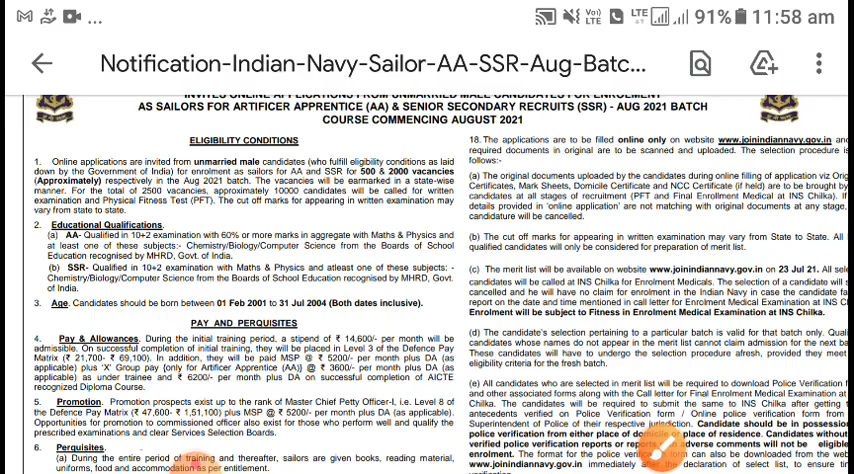 Vo)) LTE LTE 91% 11:58 am
Notification-Indian-Navy-Sailor-AA-SSR-Aug-Batc...
INVITES ONLINE APPLICATIONS FROM UNMARRIED MALE CANDIDATES FOR ENROLMENT
AS SAILORS FOR ARTIFICER APPRENTICE (AA) & SENIOR SECONDARY RECRUITS (SSR) - AUG 2021 BATCH
COURSE COMMENCING AUGUST 2021
ELIGIBILITY CONDITIONS
1. Online applications are invited from unmarried male candidates (who fulfill eligibility conditions as laid
down by the Government of India) for enrolment as sailors for AA and SSR for 500 & 2000 vacancies
(Approximately) respectively in the Aug 2021 batch. The vacancies will be earmarked in a state-wise
manner. For the total of 2500 vacancies, approximately 10000 candidates will be called for written
examination and Physical Fitness Test (PFT). The cut off marks for appearing in written examination may
vary from state to state.
2. Educational Qualifications.
(a) AA- Qualified in 10+2 examination with 60% or more marks in aggregate with Maths & Physics and
at least one of these subjects:- Chemistry/Biology/Computer Science from the Boards of School
Education recognised by MHRD, Govt. of India.
(b) SSR- Qualified in 10+2 examination with Maths & Physics and atleast one of these subjects: -
Chemistry/Biology/Computer Science from the Boards of School Education recognised by MHRD, Govt.
of India.
3. Age. Candidates should be born between 01 Feb 2001 to 31 Jul 2004 (Both dates inclusive).
PAY AND PERQUISITES
4. Pay & Allowances. During the initial training period, a stipend of ₹ 14,600/- per month will be
admissible. On successful completion of initial training, they will be placed in Level 3 of the Defence Pay
Matrix (₹ 21,700- ₹ 69,100). In addition, they will be paid MSP @ ₹ 5200/- per month plus DA (as
applicable) plus 'X' Group pay {only for Artificer Apprentice (AA)} @ ₹ 3600/- per month plus DA (as
applicable) as under trainee and ₹ 6200/- per month plus DA on successful completion of AICTE
recognized Diploma Course.
5. Promotion. Promotion prospects exist up to the rank of Master Chief Petty Officer-I, i.e. Level 8 of
the Defence Pay Matrix (₹ 47,600- ₹ 1,51,100) plus MSP @ ₹ 5200/- per month plus DA (as applicable).
Opportunities for promotion to commissioned officer also exist for those who perform well and qualify the
prescribed examinations and clear Services Selection Boards.
6. Perquisites.
(a) During the entire period of training and thereafter, sailors are given books, reading material,
uniforms, food and accommodation as per entitlement.
18. The applications are to be filled online only on website www.joinindiannavy.gov.in and
required documents in original are to be scanned and uploaded. The selection procedure is
follows:-
(a) The original documents uploaded by the candidates during online filling of application viz Orig
Certificates, Mark Sheets, Domicile Certificate and NCC Certificate (if held) are to be brought by
candidates at all stages of recruitment (PFT and Final Enrollment Medical at INS Chilka). If
details provided in 'online application' are not matching with original documents at any stage,
candidature will be cancelled.
(b) The cut off marks for appearing in written examination may vary from State to State. All
qualified candidates will only be considered for preparation of merit list.
(c) The merit list will be available on website www.joinindiannavy.gov.in on 23 Jul 21. All sele
candidates will be called at INS Chilka for Enrollment Medicals. The selection of a candidate will s
cancelled and he will have no claim for enrolment in the Indian Navy in case the candidate fa
report on the date and time mentioned in call letter for Enrolment Medical Examination at INS C
Enrolment will be subject to Fitness in Enrolment Medical Examination at INS Chilka.
(d) The candidate's selection pertaining to a particular batch is valid for that batch only. Quali
candidates whose names do not appear in the merit list cannot claim admission for the next ba
These candidates will have to undergo the selection procedure afresh, provided they meet
eligibility criteria for the fresh batch.
(e) All candidates who are selected in merit list will be required to download Police Verification f
and other associated forms along with the Call letter for Final Enrollment Medical Examination at
Chilka. The candidates will be required to submit the same to INS Chilka after getting t
antecedents verified on Police Verification form / Online police verification form from
Superintendent of Police of their respective jurisdiction. Candidate should be in possession
police verification from either place of domicile place of residence. Candidates without
verified police verification reports or reports adverse comments will not be eligible
enrolment. The format for the police form can also be downloaded from web
www.joinindiannavy.gov.in immediately after declaration of select list, to ensure